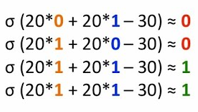 σ (20*0 + 20*1 – 30) ≈ 0
σ (20*1 + 20*0 – 30) ≈ 0
σ (20*1 + 20*1 – 30) ≈ 1
σ (20*1 + 20*1 – 30) ≈ 1